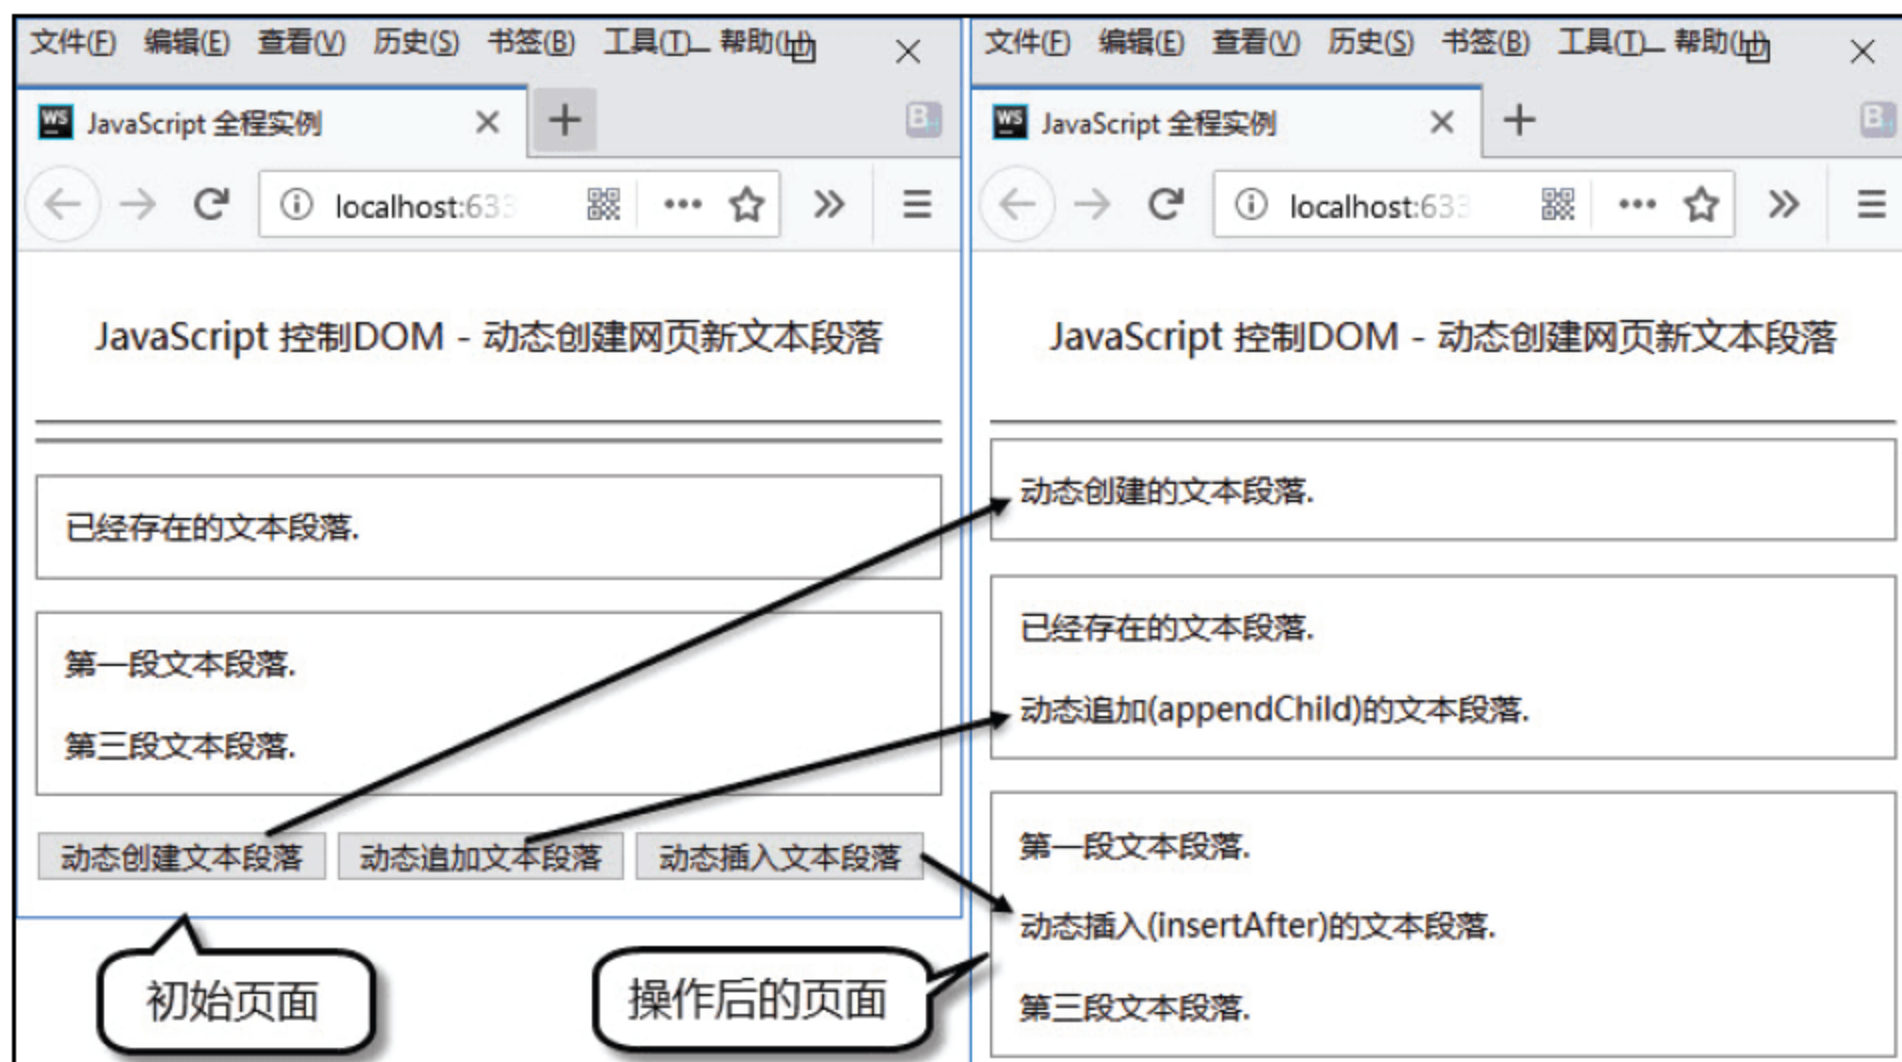 文件(F) 编辑(E) 查看(V) 历史(S) 书签(B) 工具(T) 帮助(H)
WS JavaScript 全程实例
B
localhost:633
JavaScript 控制DOM - 动态创建网页新文本段落
已经存在的文本段落.
第一段文本段落.
第三段文本段落.
动态创建文本段落 动态追加文本段落 动态插入文本段落
初始页面
文件(F) 编辑(E) 查看(V) 历史(S) 书签(B) 工具(T) 帮助(H)
WS JavaScript 全程实例
B
localhost:633
JavaScript 控制DOM - 动态创建网页新文本段落
动态创建的文本段落.
已经存在的文本段落.
动态追加(appendChild)的文本段落.
第一段文本段落.
动态插入(insertAfter)的文本段落.
第三段文本段落.
操作后的页面